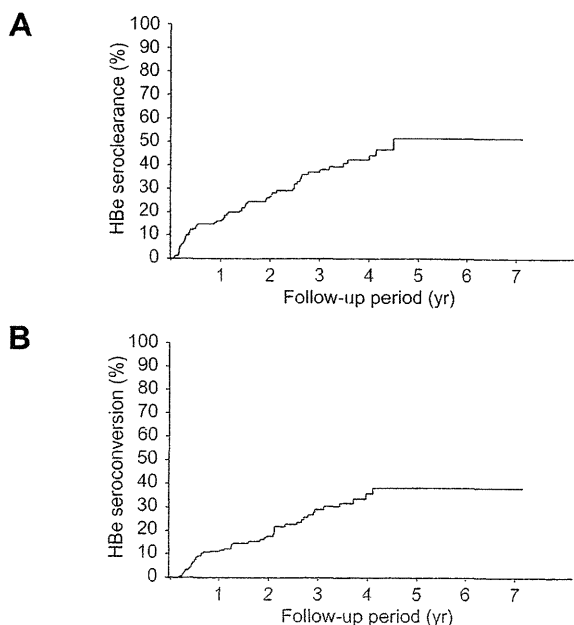 A
HBe seroclearance (%)
100
90
80
70
60
50
40
30
20
10
0
1 2 3 4 5 6 7
Follow-up period (yr)
B
HBe seroconversion (%)
100
90
80
70
60
50
40
30
20
10
0
1 2 3 4 5 6 7
Follow-up period (yr)